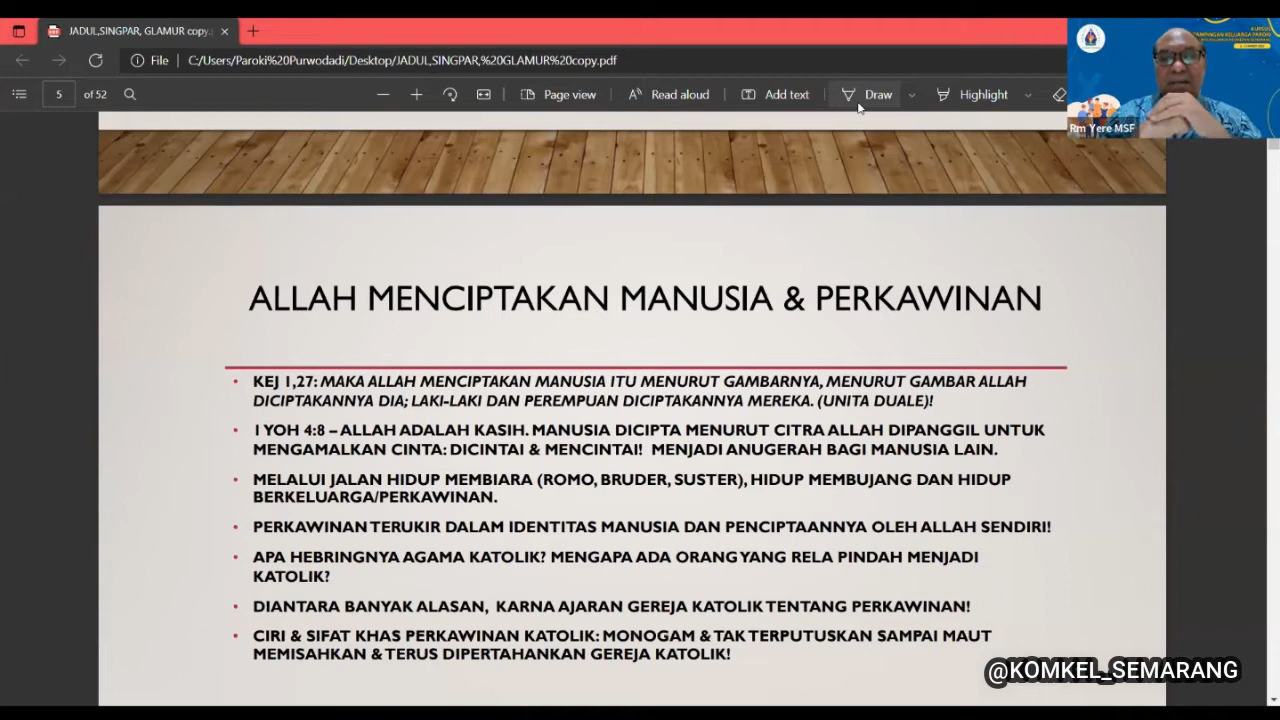 JADUL,SINGPAR, GLAMUR copy.
File
C:/Users/Paroki%20Purwodadi/Desktop/JADUL,SINGPAR,%20GLAMUR%20copy.pdf
5 of 52
Page view
Read aloud
Add text
Draw
Highlight
KELUARGA PAROKI
Rm Yere MSF
ALLAH MENCIPTAKAN MANUSIA & PERKAWINAN
• KEJ 1,27: MAKA ALLAH MENCIPTAKAN MANUSIA ITU MENURUT GAMBARNYA, MENURUT GAMBAR ALLAH
DICIPTAKANNYA DIA; LAKI-LAKI DAN PEREMPUAN DICIPTAKANNYA MEREKA. (UNITA DUALE)!
• 1 YOH 4:8 – ALLAH ADALAH KASIH. MANUSIA DICIPTA MENURUT CITRA ALLAH DIPANGGIL UNTUK
MENGAMALKAN CINTA: DICINTAI & MENCINTAI! MENJADI ANUGERAH BAGI MANUSIA LAIN.
• MELALUI JALAN HIDUP MEMBIARA (ROMO, BRUDER, SUSTER), HIDUP MEMBUJANG DAN HIDUP
BERKELUARGA/PERKAWINAN.
• PERKAWINAN TERUKIR DALAM IDENTITAS MANUSIA DAN PENCIPTAANNYA OLEH ALLAH SENDIRI!
• APA HEBRINGNYA AGAMA KATOLIK? MENGAPA ADA ORANG YANG RELA PINDAH MENJADI
KATOLIK?
• DIANTARA BANYAK ALASAN, KARNA AJARAN GEREJA KATOLIK TENTANG PERKAWINAN!
• CIRI & SIFAT KHAS PERKAWINAN KATOLIK: MONOGAM & TAK TERPUTUSKAN SAMPAI MAUT
MEMISAHKAN & TERUS DIPERTAHANKAN GEREJA KATOLIK!
@KOMKEL_SEMARANG